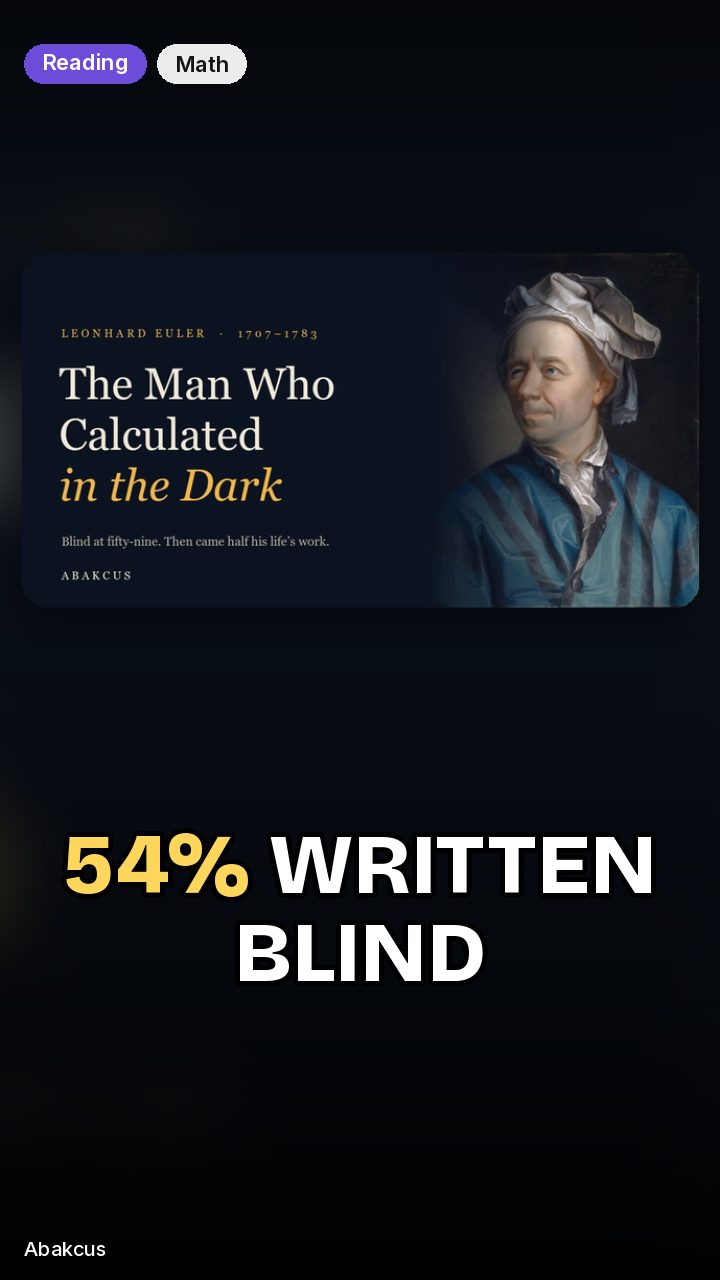 Reading
Math
LEONHARD EULER · 1707–1783
The Man Who
Calculated
in the Dark
Blind at fifty-nine. Then came half his life's work.
ABAKCUS
54% WRITTEN
BLIND
Abakcus